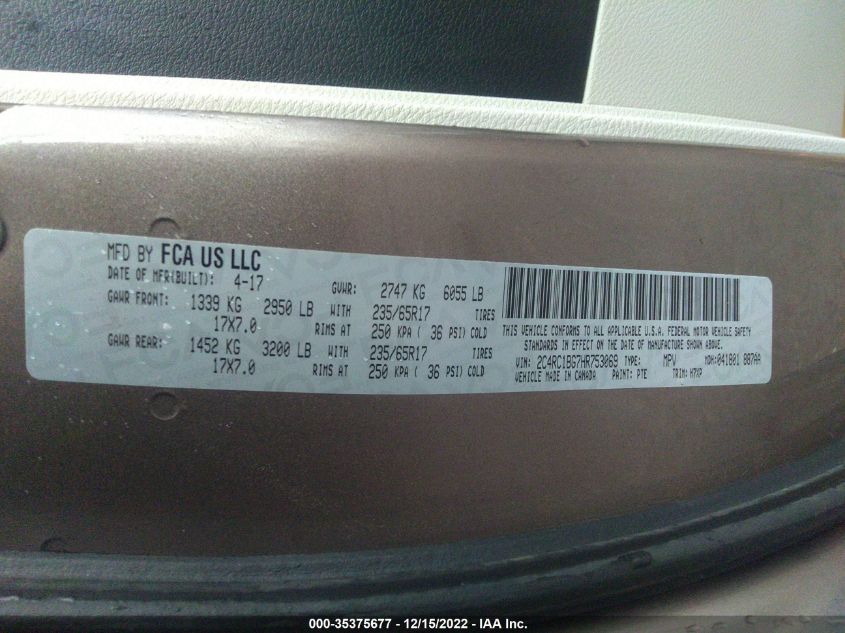 MFD BY FCA US LLC
DATE OF MFR(BUILT): 4-17 GVWR: 2747 KG 6055 LB
GAWR FRONT: 1339 KG 2950 LB WITH 235/65R17 TIRES
17X7.0 RIMS AT 250 KPA ( 36 PSI) COLD
GAWR REAR: 1452 KG 3200 LB WITH 235/65R17 TIRES
17X7.0 RIMS AT 250 KPA ( 36 PSI) COLD
THIS VEHICLE CONFORMS TO ALL APPLICABLE U.S.A. FEDERAL MOTOR VEHICLE SAFETY
STANDARDS IN EFFECT ON THE DATE OF MANUFACTURE SHOWN ABOVE.
VIN: 2C4RC1BG7HR753069 TYPE: MPV MDH: 041801 887AA
VEHICLE MADE IN CANADA PAINT: PTE TRIM: H7XP
000-35375677 - 12/15/2022 - IAA Inc.